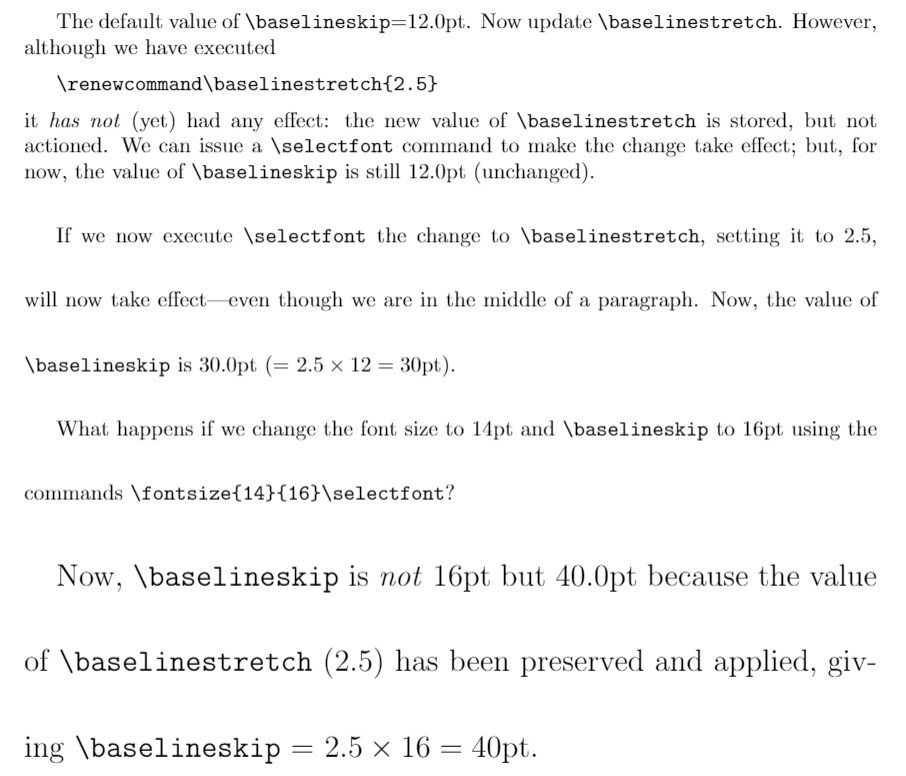 The default value of \baselineskip=12.0pt. Now update \baselinestretch. However,
although we have executed
\renewcommand\baselinestretch{2.5}
it has not (yet) had any effect: the new value of \baselinestretch is stored, but not
actioned. We can issue a \selectfont command to make the change take effect; but, for
now, the value of \baselineskip is still 12.0pt (unchanged).
If we now execute \selectfont the change to \baselinestretch, setting it to 2.5,
will now take effect—even though we are in the middle of a paragraph. Now, the value of
\baselineskip is 30.0pt (= 2.5 × 12 = 30pt).
What happens if we change the font size to 14pt and \baselineskip to 16pt using the
commands \fontsize{14}{16}\selectfont?
Now, \baselineskip is not 16pt but 40.0pt because the value
of \baselinestretch (2.5) has been preserved and applied, giv-
ing \baselineskip = 2.5 × 16 = 40pt.